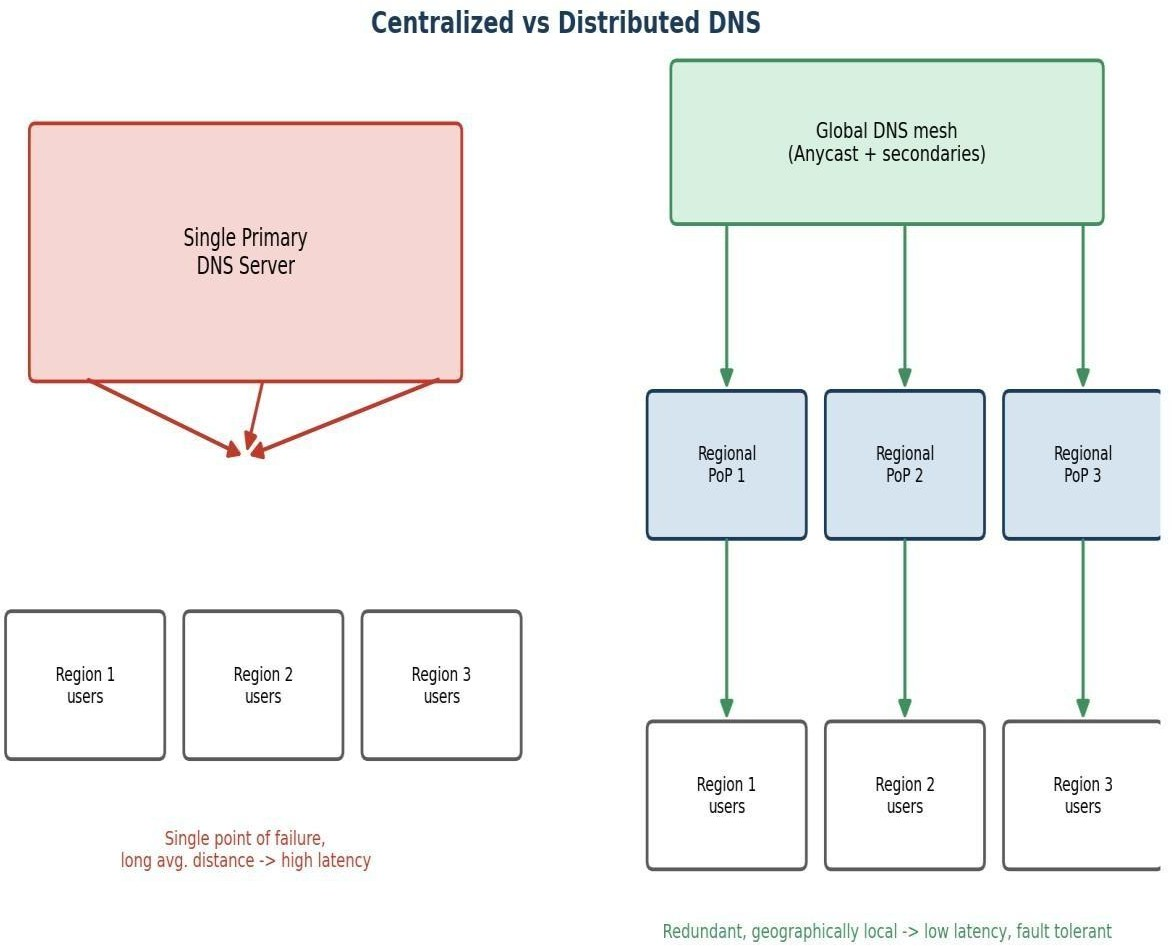 Centralized vs Distributed DNS
Single Primary
DNS Server
Region 1
users
Region 2
users
Region 3
users
Single point of failure,
long avg. distance -> high latency
Global DNS mesh
(Anycast + secondaries)
Regional
PoP 1
Regional
PoP 2
Regional
PoP 3
Region 1
users
Region 2
users
Region 3
users
Redundant, geographically local -> low latency, fault tolerant